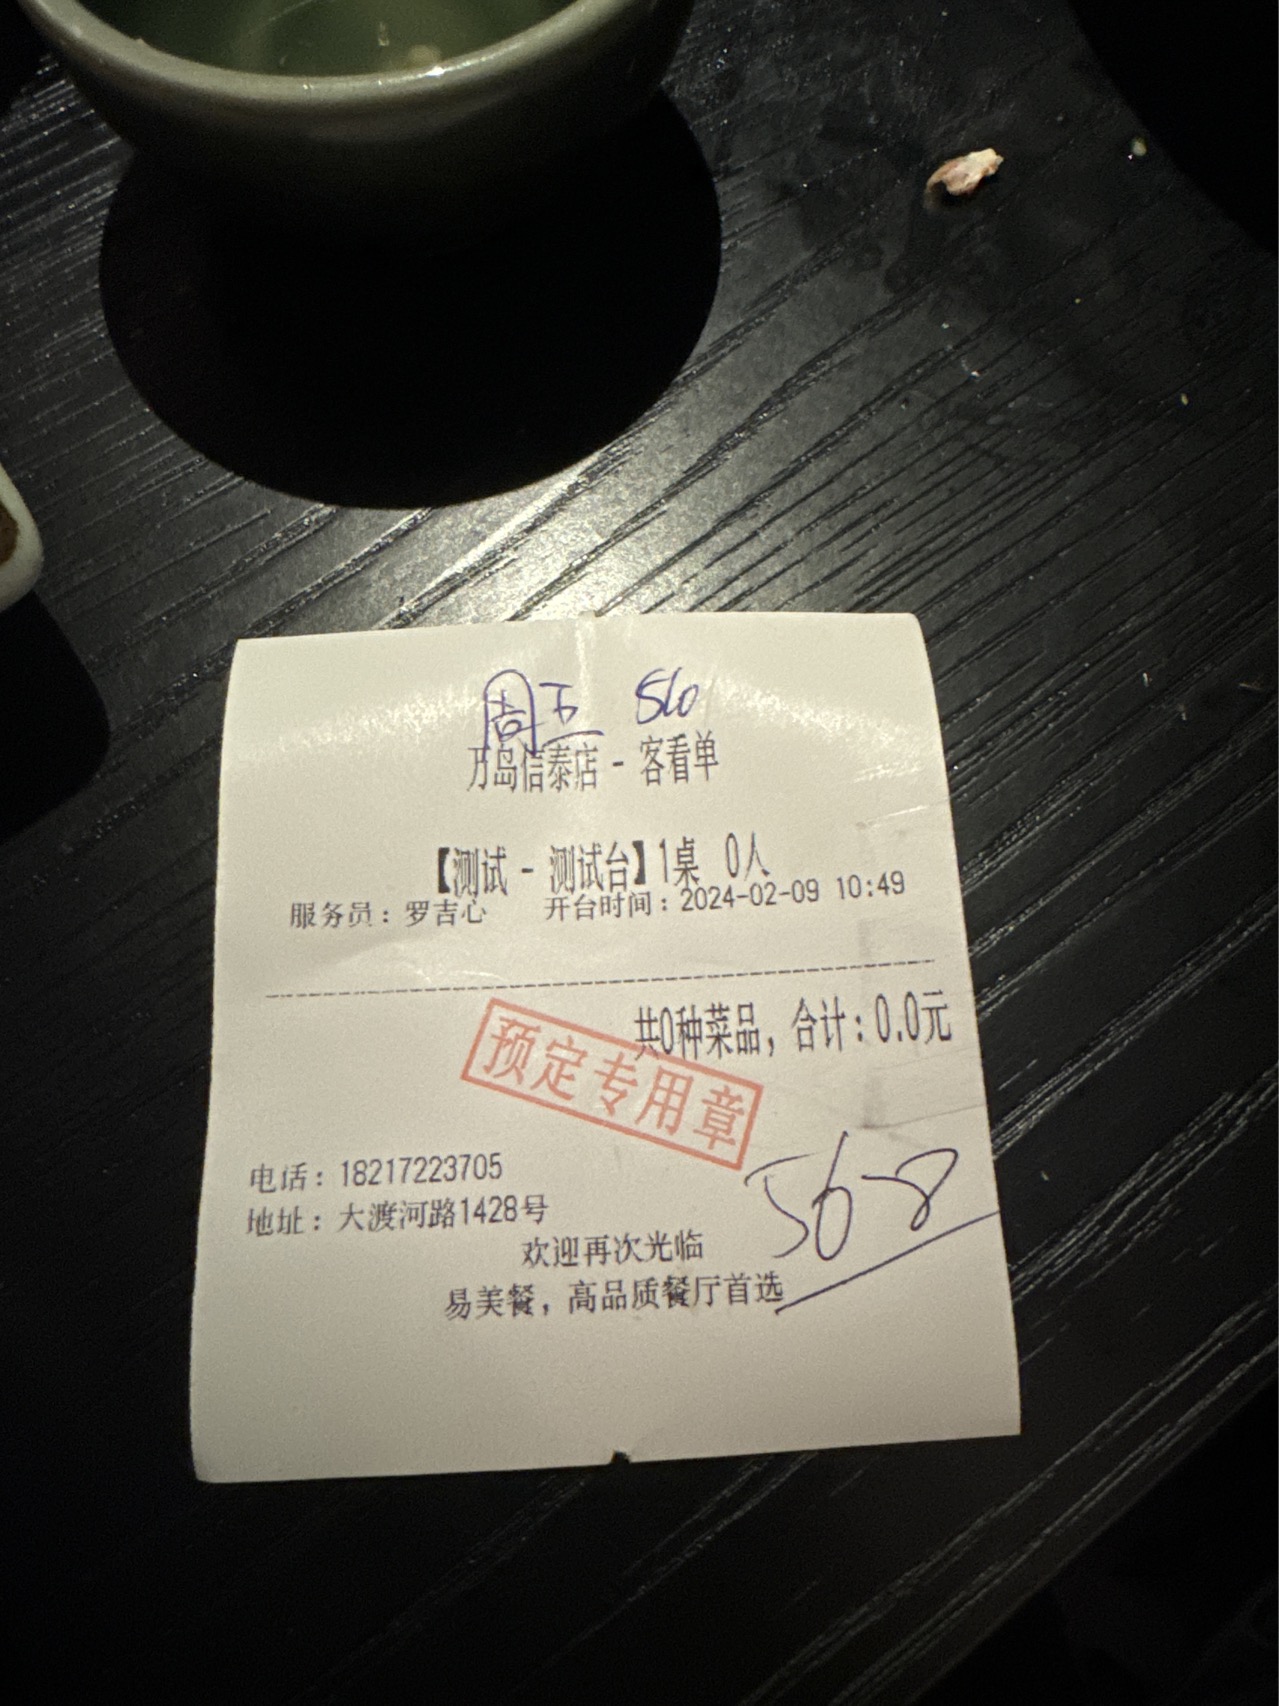 周五 560
万岛信泰店 - 客看单
【测试 - 测试台】1桌 0人
服务员：罗吉心 开台时间：2024-02-09 10:49
共0种菜品，合计：0.0元
预定专用章
电话：18217223705
568
地址：大渡河路1428号
欢迎再次光临
易美餐，高品质餐厅首选